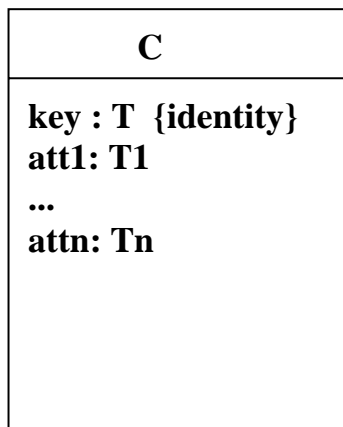 C
key : T {identity}
att1: T1
...
attn: Tn